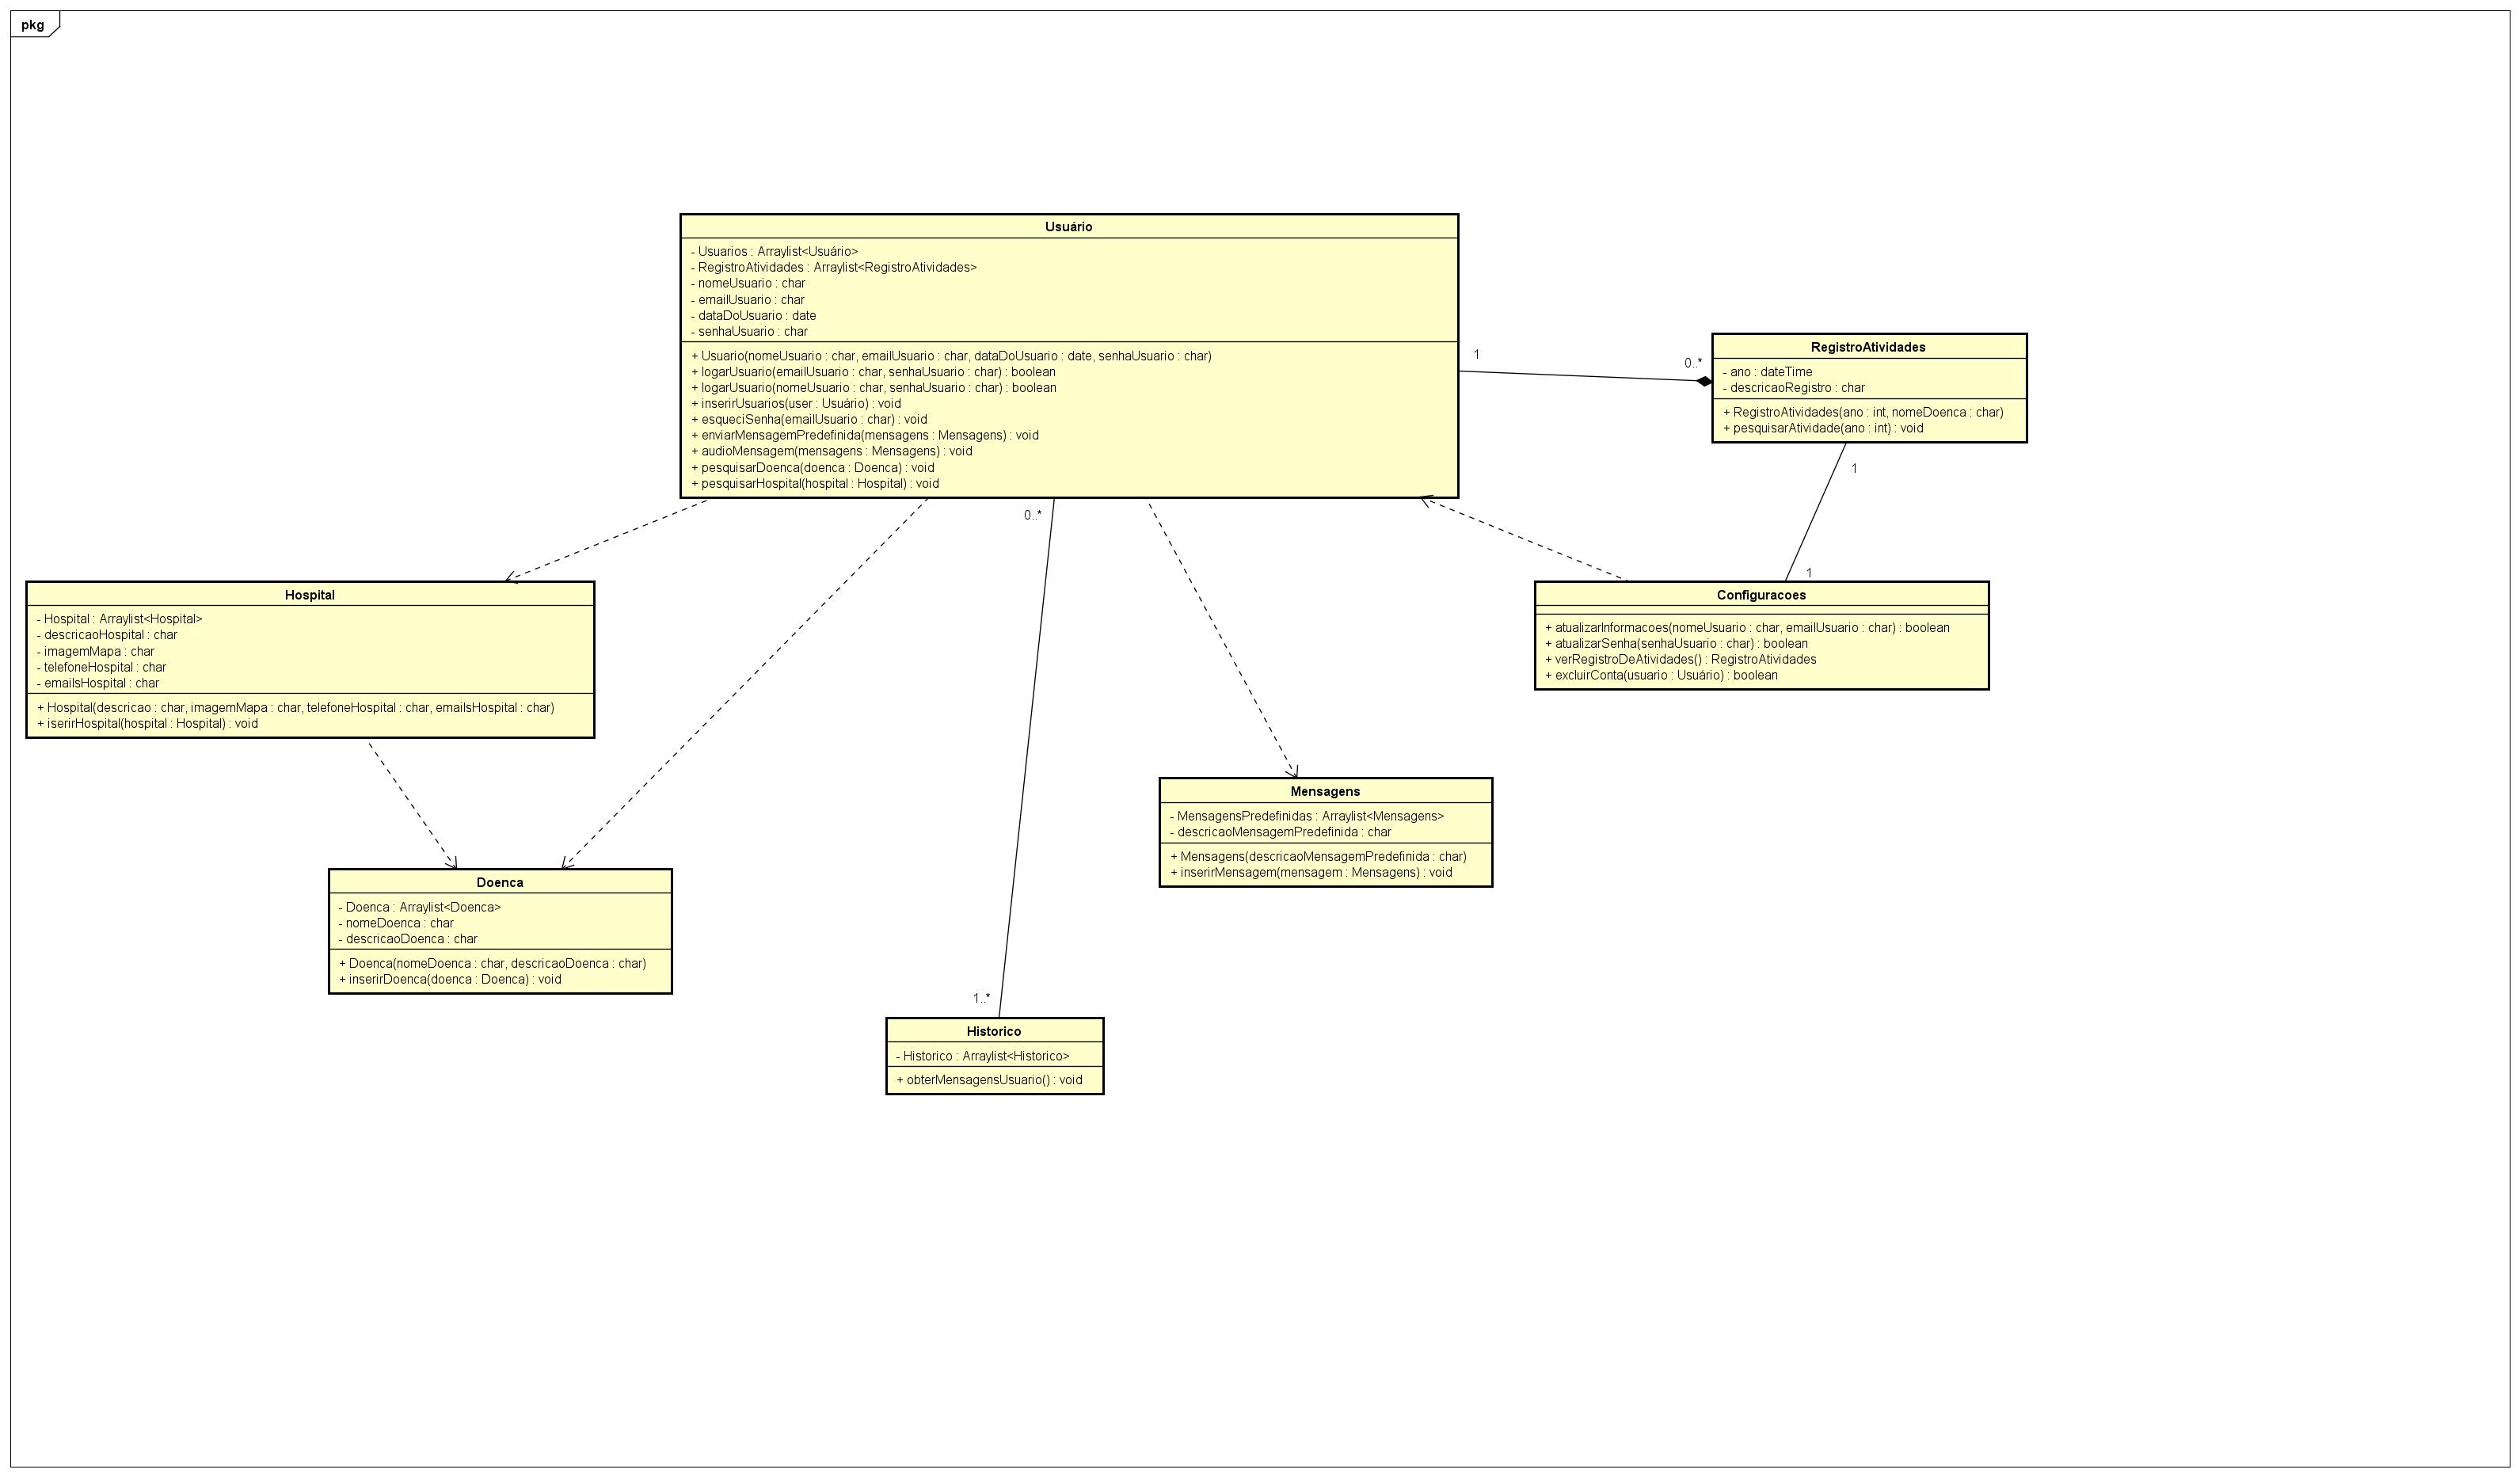 pkg
Usuário
- Usuarios : Arraylist<Usuário>
- RegistroAtividades : Arraylist<RegistroAtividades>
- nomeUsuario : char
- emailUsuario : char
- dataDoUsuario : date
- senhaUsuario : char
+ Usuario(nomeUsuario : char, emailUsuario : char, dataDoUsuario : date, senhaUsuario : char)
+ logarUsuario(emailUsuario : char, senhaUsuario : char) : boolean
+ logarUsuario(nomeUsuario : char, senhaUsuario : char) : boolean
+ inserirUsuarios(user : Usuário) : void
+ esqueciSenha(emailUsuario : char) : void
+ enviarMensagemPredefinida(mensagens : Mensagens) : void
+ audioMensagem(mensagens : Mensagens) : void
+ pesquisarDoenca(doenca : Doenca) : void
+ pesquisarHospital(hospital : Hospital) : void
1
0..*
RegistroAtividades
- ano : dateTime
- descricaoRegistro : char
+ RegistroAtividades(ano : int, nomeDoenca : char)
+ pesquisarAtividade(ano : int) : void
1
0..*
1
Hospital
- Hospital : Arraylist<Hospital>
- descricaoHospital : char
- imagemMapa : char
- telefoneHospital : char
- emailsHospital : char
+ Hospital(descricao : char, imagemMapa : char, telefoneHospital : char, emailsHospital : char)
+ iserirHospital(hospital : Hospital) : void
Configuracoes
+ atualizarInformacoes(nomeUsuario : char, emailUsuario : char) : boolean
+ atualizarSenha(senhaUsuario : char) : boolean
+ verRegistroDeAtividades() : RegistroAtividades
+ excluirConta(usuario : Usuário) : boolean
Mensagens
- MensagensPredefinidas : Arraylist<Mensagens>
- descricaoMensagemPredefinida : char
+ Mensagens(descricaoMensagemPredefinida : char)
+ inserirMensagem(mensagem : Mensagens) : void
Doenca
- Doenca : Arraylist<Doenca>
- nomeDoenca : char
- descricaoDoenca : char
+ Doenca(nomeDoenca : char, descricaoDoenca : char)
+ inserirDoenca(doenca : Doenca) : void
1..*
Historico
- Historico : Arraylist<Historico>
+ obterMensagensUsuario() : void